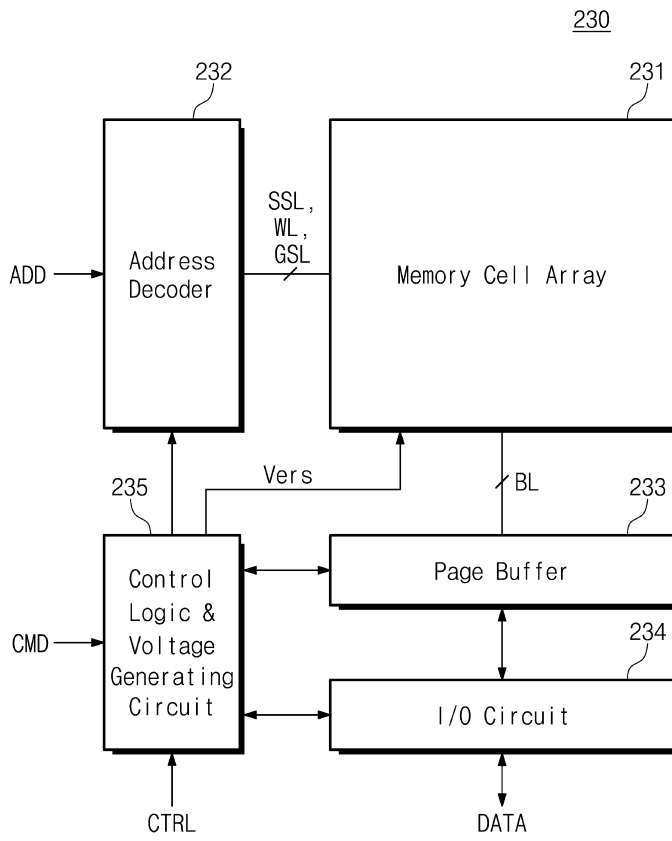 230
232
231
SSL,
WL,
GSL
ADD
Address
Decoder
Memory Cell Array
Vers
235
BL
233
Control
Logic &
Voltage
Generating
Circuit
Page Buffer
CMD
234
I/O Circuit
CTRL
DATA